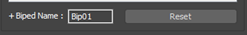 + Biped Name : Bip01 Reset